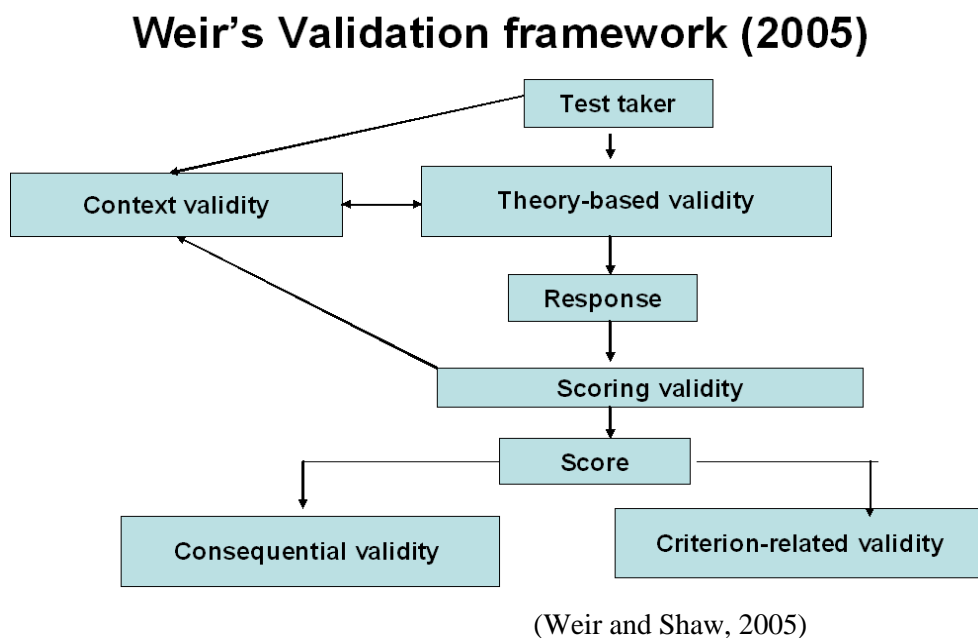 Weir's Validation framework (2005)
Test taker
Context validity
Theory-based validity
Response
Scoring validity
Score
Consequential validity
Criterion-related validity
(Weir and Shaw, 2005)